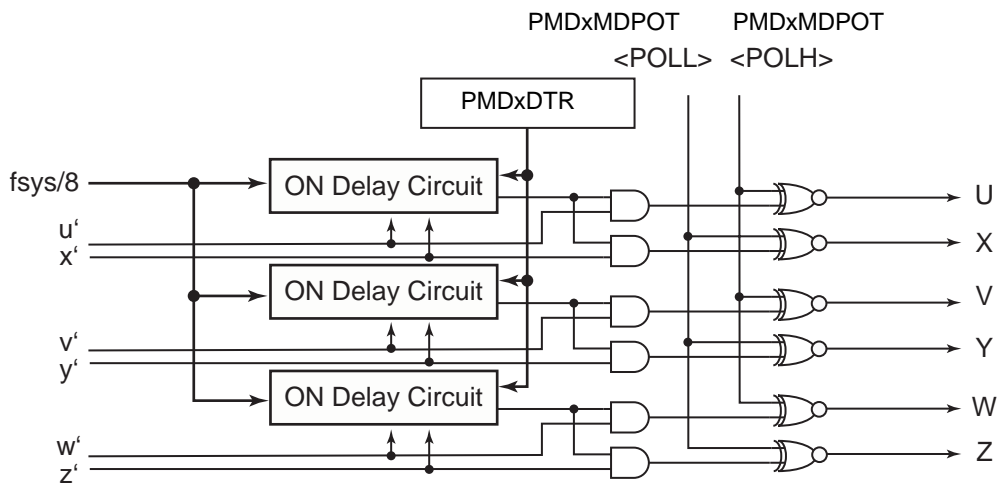 PMDxMDPOT PMDxMDPOT
<POLL> <POLH>
PMDxDTR
fsys/8
ON Delay Circuit
U
u‘
x‘
X
ON Delay Circuit
V
v‘
y‘
Y
ON Delay Circuit
W
w‘
z‘
Z